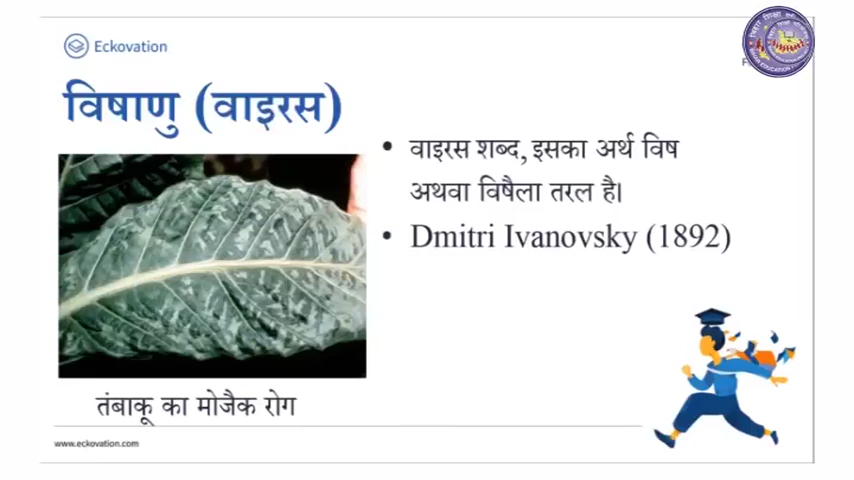 Eckovation
विषाणु (वाइरस)
• वाइरस शब्द, इसका अर्थ विष
अथवा विषैला तरल है।
• Dmitri Ivanovsky (1892)
तंबाकू का मोजैक रोग
www.eckovation.com